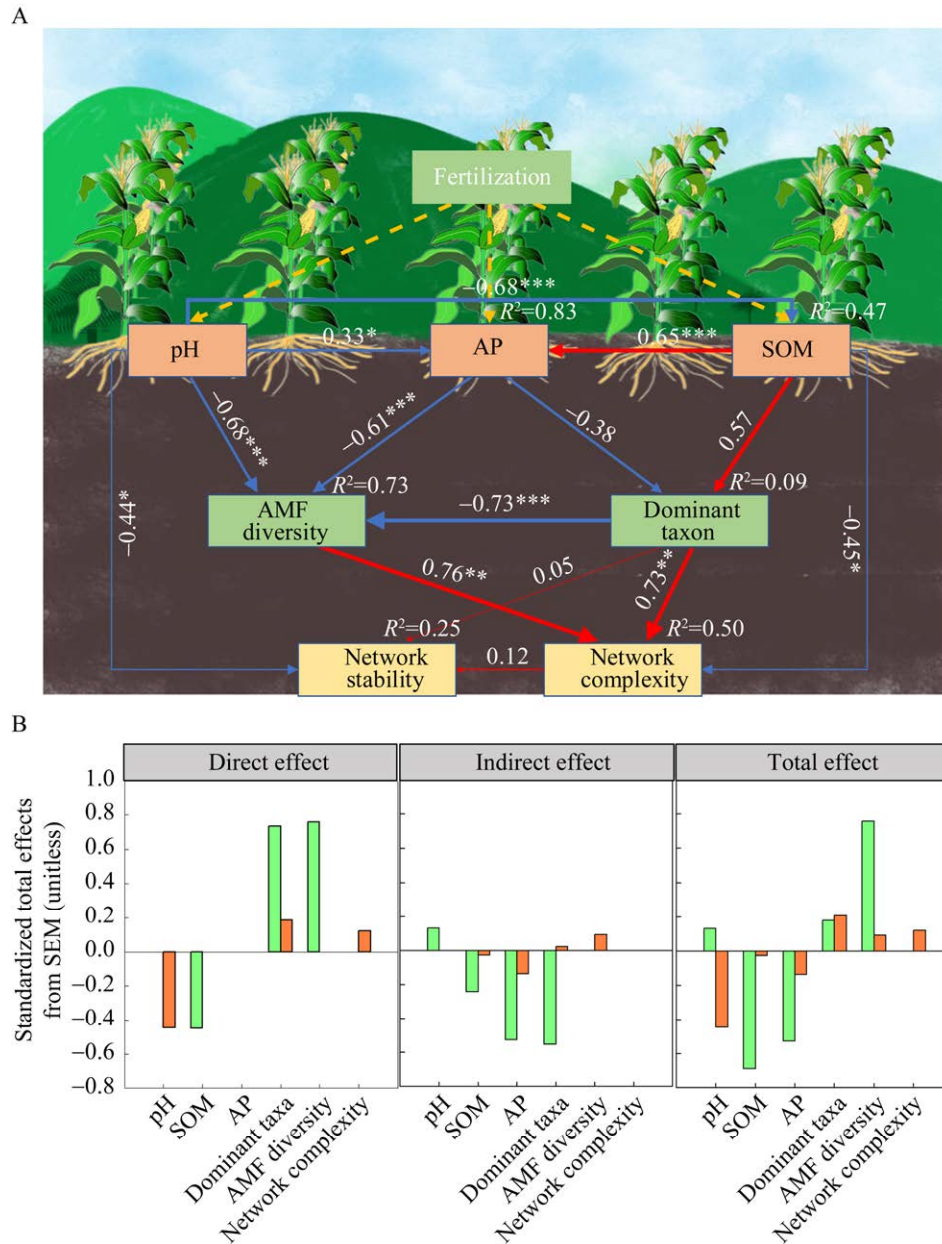 A
Fertilization
−0.68***
R²=0.83
R²=0.47
pH
0.33*
AP
0.65***
SOM
−0.68***
−0.61***
−0.38
0.57
R²=0.73
R²=0.09
−0.44*
AMF
diversity
−0.73***
Dominant
taxon
−0.45*
0.76**
0.05
0.73**
R²=0.25
R²=0.50
Network
stability
0.12
Network
complexity
B
Direct effect
Indirect effect
Total effect
Standardized total effects
from SEM (unitless)
1.0
0.8
0.6
0.4
0.2
0.0
−0.2
−0.4
−0.6
−0.8
pH
SOM
AP
Dominant taxa
AMF diversity
Network complexity
pH
SOM
AP
Dominant taxa
AMF diversity
Network complexity
pH
SOM
AP
Dominant taxa
AMF diversity
Network complexity